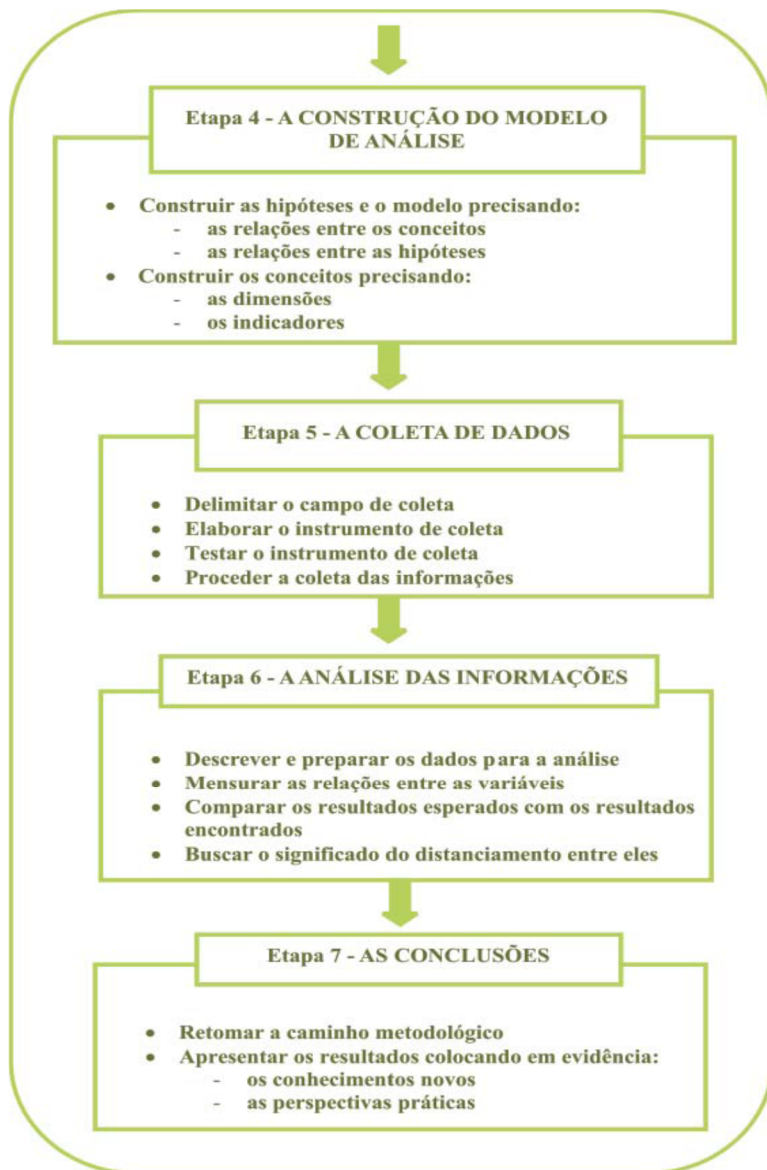 Etapa 4 - A CONSTRUÇÃO DO MODELO
DE ANÁLISE
• Construir as hipóteses e o modelo precisando:
- as relações entre os conceitos
- as relações entre as hipóteses
• Construir os conceitos precisando:
- as dimensões
- os indicadores
Etapa 5 - A COLETA DE DADOS
• Delimitar o campo de coleta
• Elaborar o instrumento de coleta
• Testar o instrumento de coleta
• Proceder a coleta das informações
Etapa 6 - A ANÁLISE DAS INFORMAÇÕES
• Descrever e preparar os dados para a análise
• Mensurar as relações entre as variáveis
• Comparar os resultados esperados com os resultados
encontrados
• Buscar o significado do distanciamento entre eles
Etapa 7 - AS CONCLUSÕES
• Retomar a caminho metodológico
• Apresentar os resultados colocando em evidência:
- os conhecimentos novos
- as perspectivas práticas